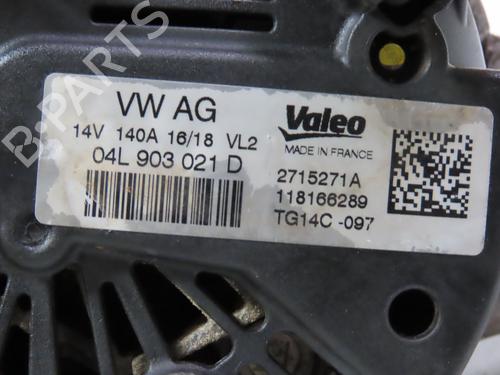 VW AG
14V 140A 16/18 VL2
04L 903 021 D
Valeo
MADE IN FRANCE
2715271A
118166289
TG14C -097
B-PARTS